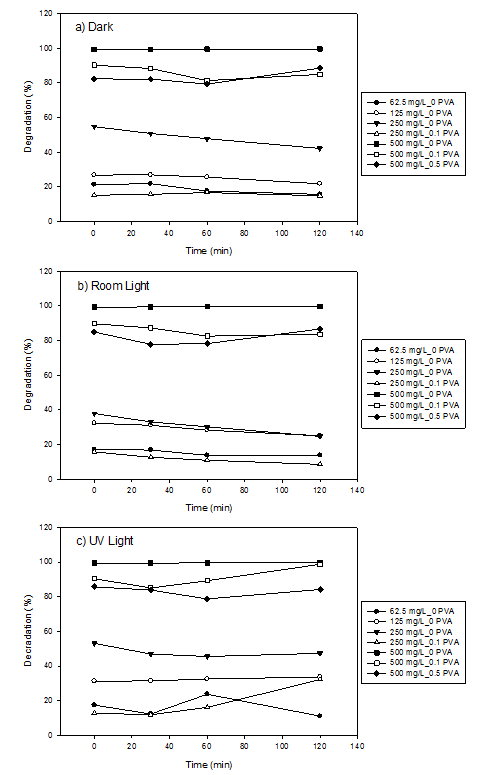 a) Dark
120
100
80
60
40
20
0
Degradation (%)
0 20 40 60 80 100 120 140
Time (min)
62.5 mg/L_0 PVA
125 mg/L_0 PVA
250 mg/L_0 PVA
250 mg/L_0.1 PVA
500 mg/L_0 PVA
500 mg/L_0.1 PVA
500 mg/L_0.5 PVA
b) Room Light
120
100
80
60
40
20
0
Degradation (%)
0 20 40 60 80 100 120 140
Time (min)
62.5 mg/L_0 PVA
125 mg/L_0 PVA
250 mg/L_0 PVA
250 mg/L_0.1 PVA
500 mg/L_0 PVA
500 mg/L_0.1 PVA
500 mg/L_0.5 PVA
c) UV Light
120
100
80
60
40
20
0
Decradation (%)
0 20 40 60 80 100 120 140
Time (min)
62.5 mg/L_0 PVA
125 mg/L_0 PVA
250 mg/L_0 PVA
250 mg/L_0.1 PVA
500 mg/L_0 PVA
500 mg/L_0.1 PVA
500 mg/L_0.5 PVA